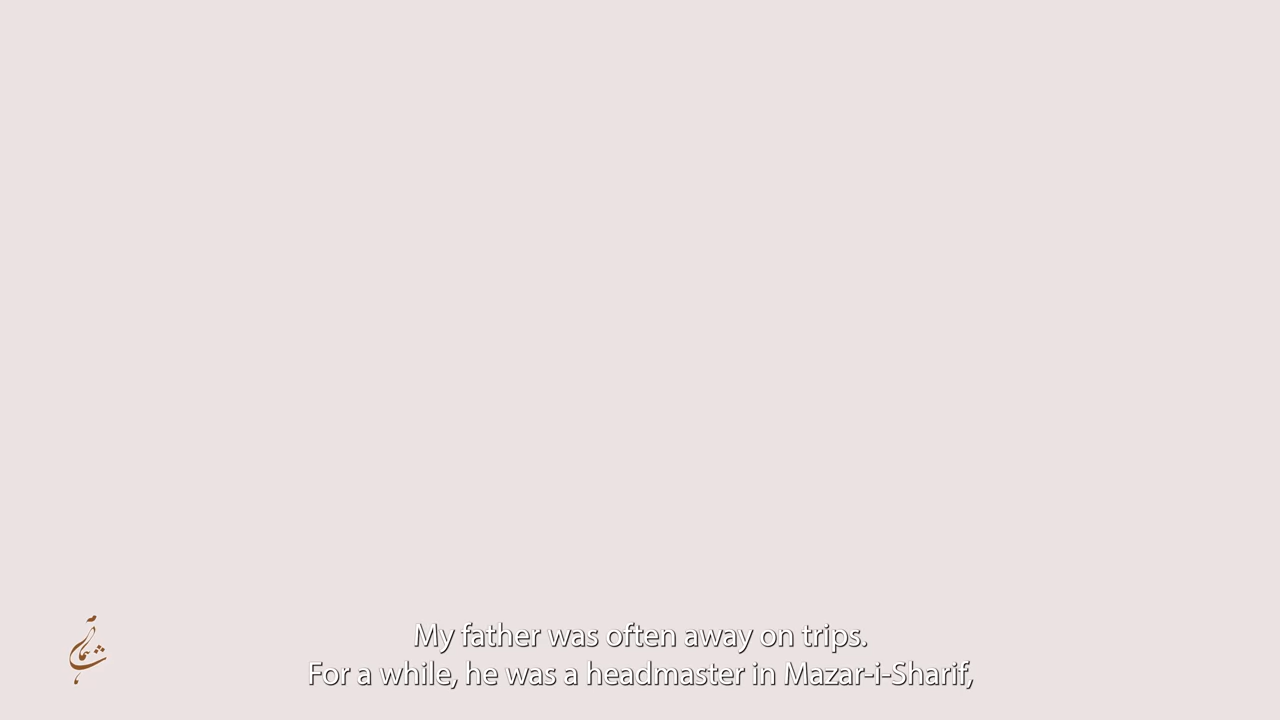 My father was often away on trips.
For a while, he was a headmaster in Mazar-i-Sharif,